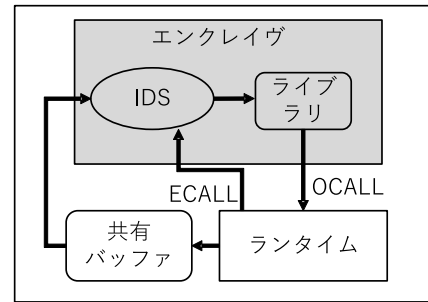 エンクレイヴ
IDS
ライブ
ラリ
ECALL
OCALL
共有
バッファ
ランタイム